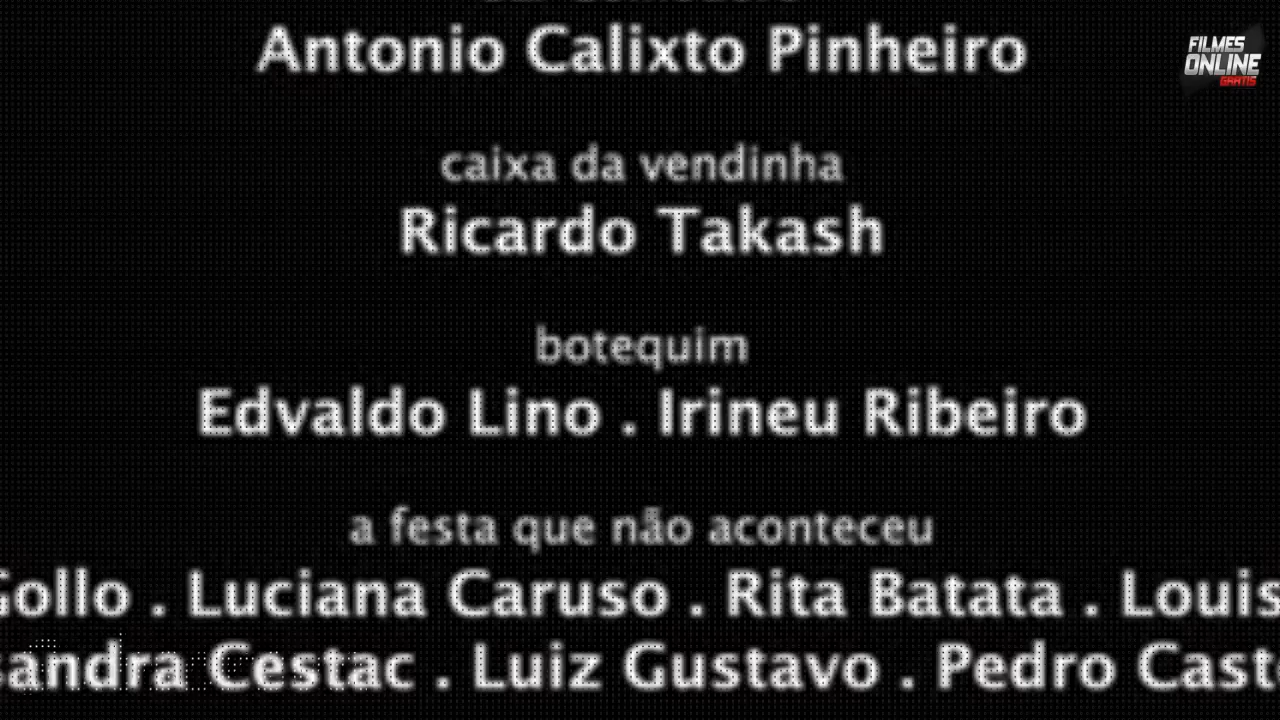 Antonio Calixto Pinheiro
FILMES
ONLINE
GRÁTIS
caixa da vendinha
Ricardo Takash
botequim
Edvaldo Lino . Irineu Ribeiro
a festa que não aconteceu
Gollo . Luciana Caruso . Rita Batata . Louis
sandra Cestac . Luiz Gustavo . Pedro Cast